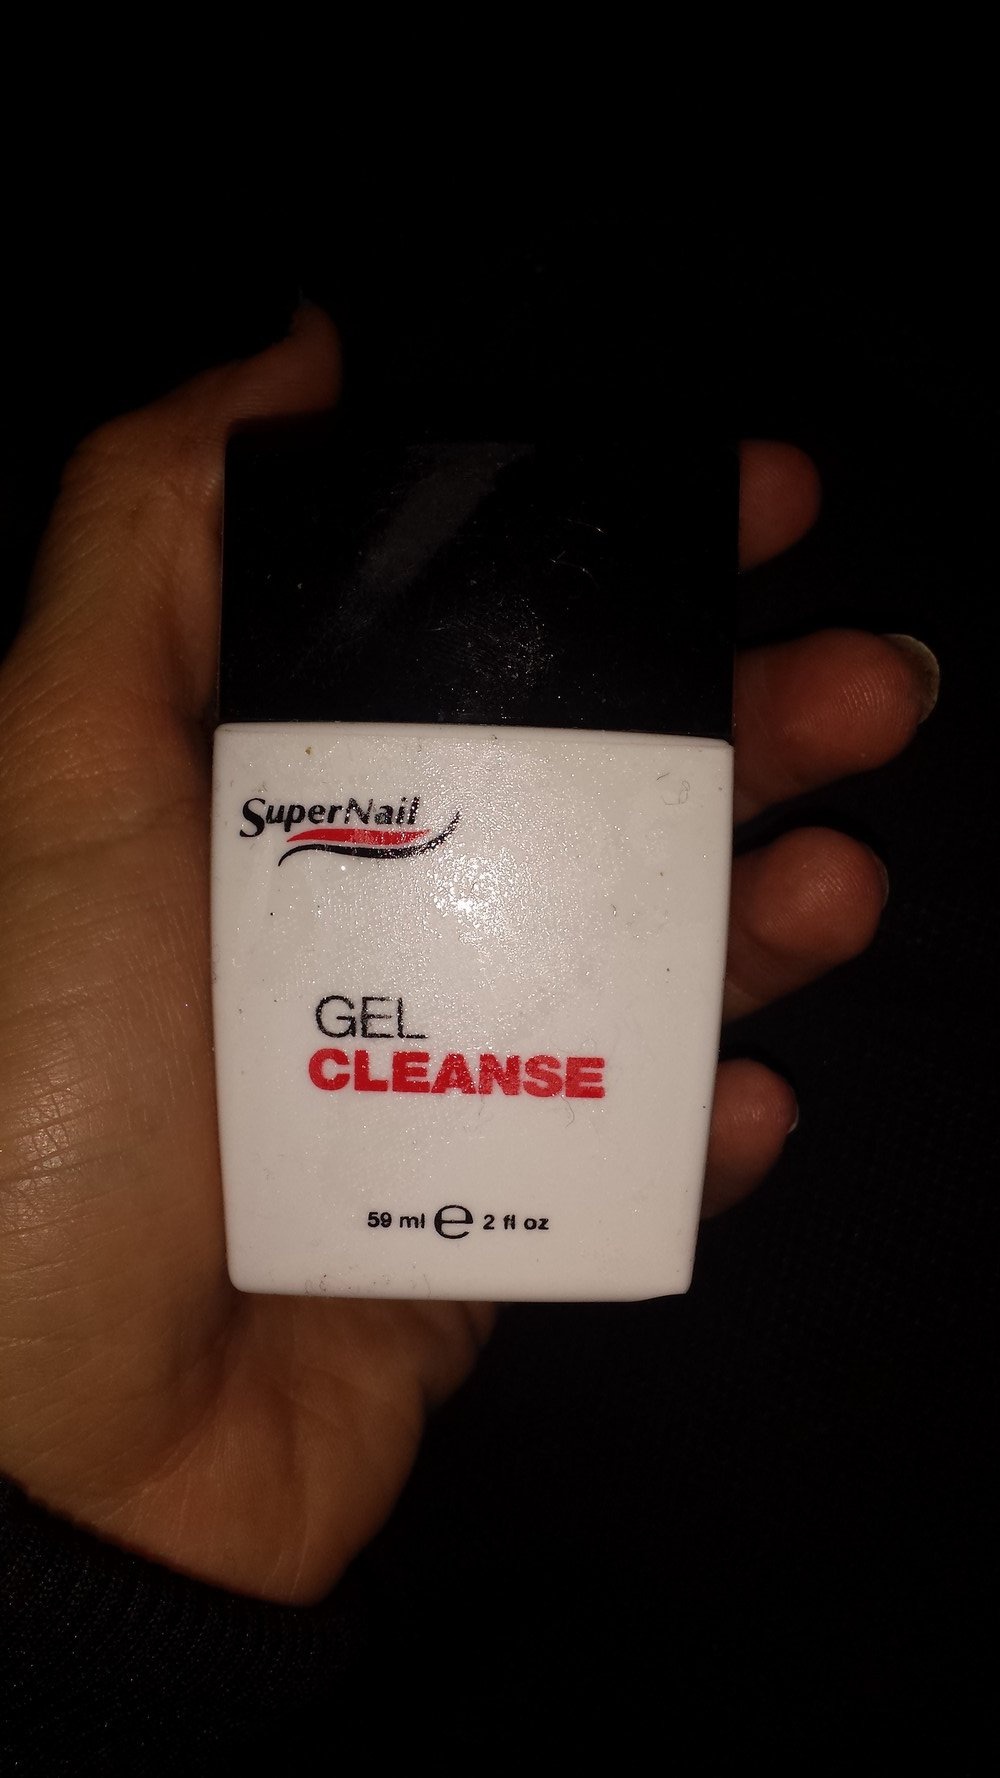 SuperNail
GEL
CLEANSE
59 ml e 2 fl oz